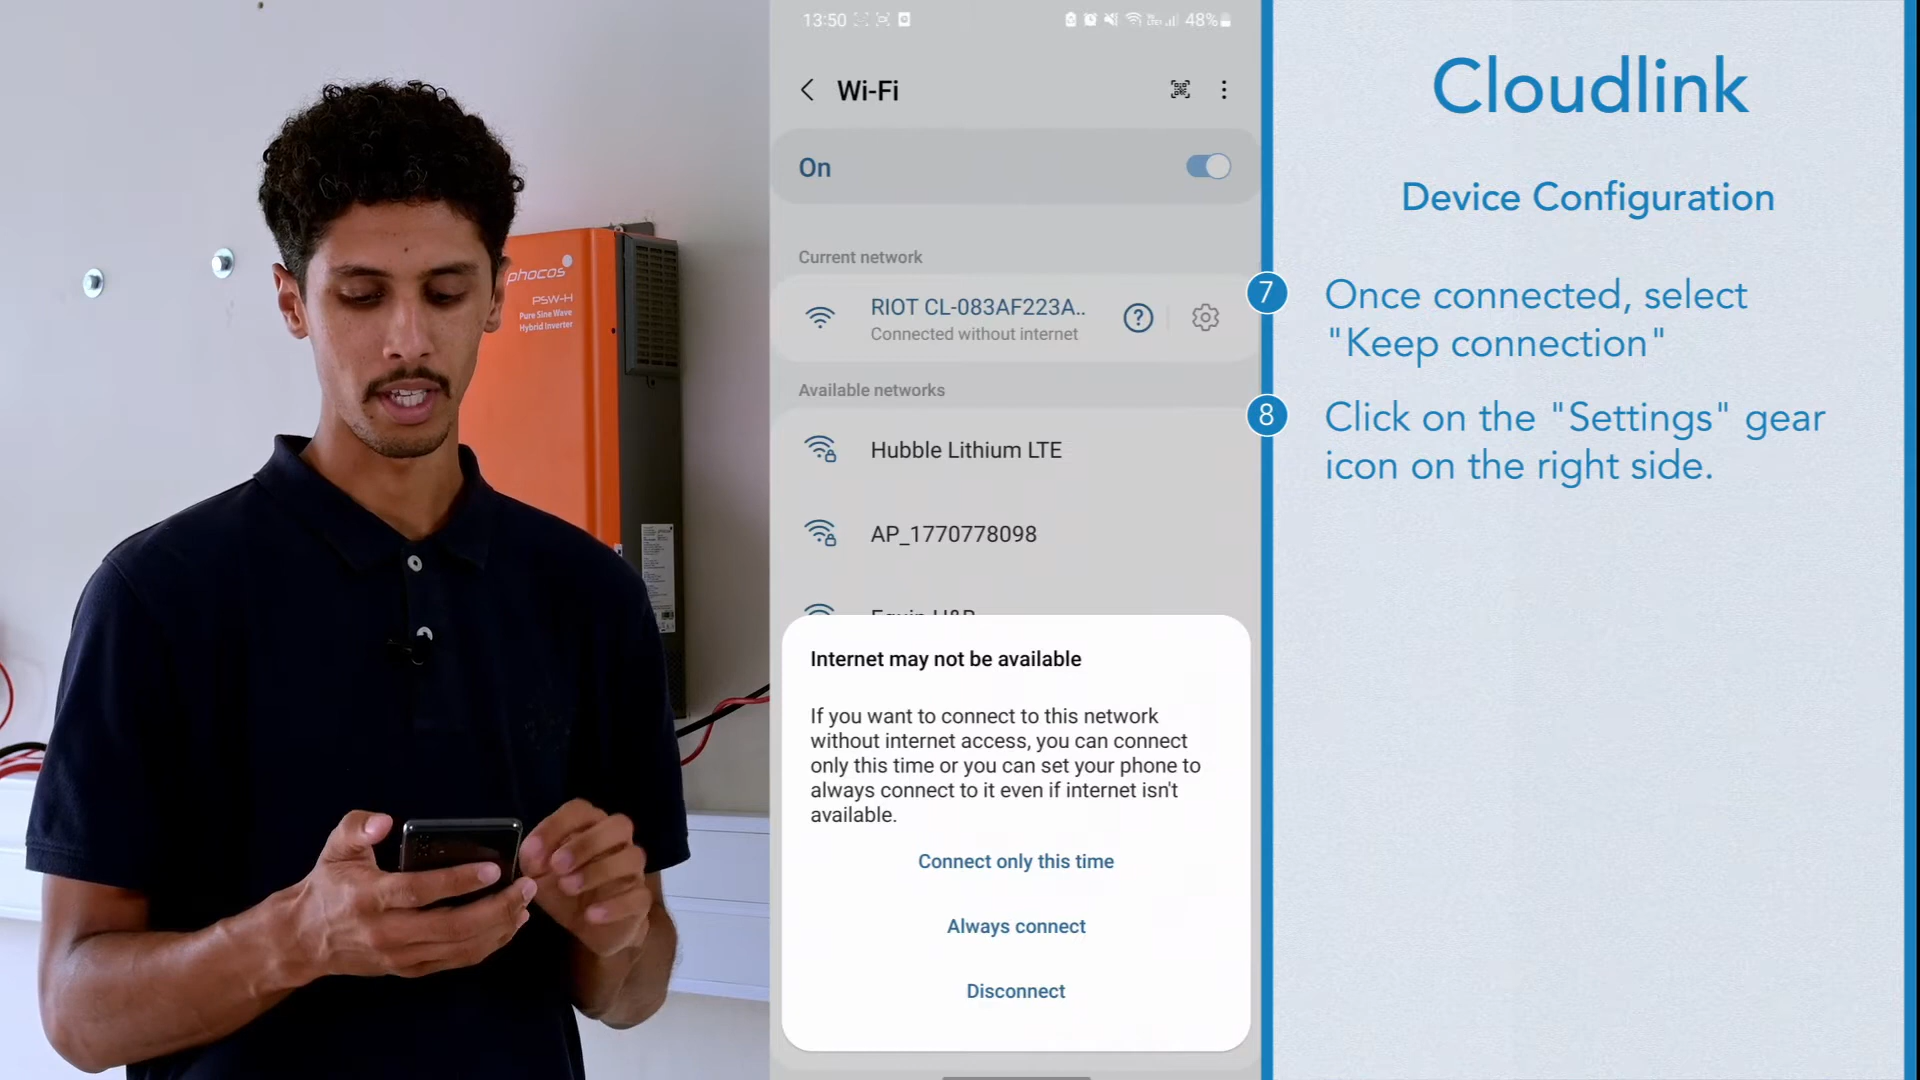 phocos
PSW-H
Pure Sine Wave
Hybrid Inverter
13:50
48%
Wi-Fi
On
Current network
RIOT CL-083AF223A..
Connected without internet
Available networks
Hubble Lithium LTE
AP_1770778098
Internet may not be available
If you want to connect to this network
without internet access, you can connect
only this time or you can set your phone to
always connect to it even if internet isn't
available.
Connect only this time
Always connect
Disconnect
Cloudlink
Device Configuration
7 Once connected, select
"Keep connection"
8 Click on the "Settings" gear
icon on the right side.